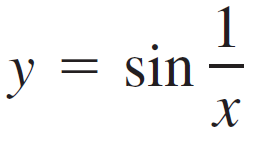 y = sin 1/x